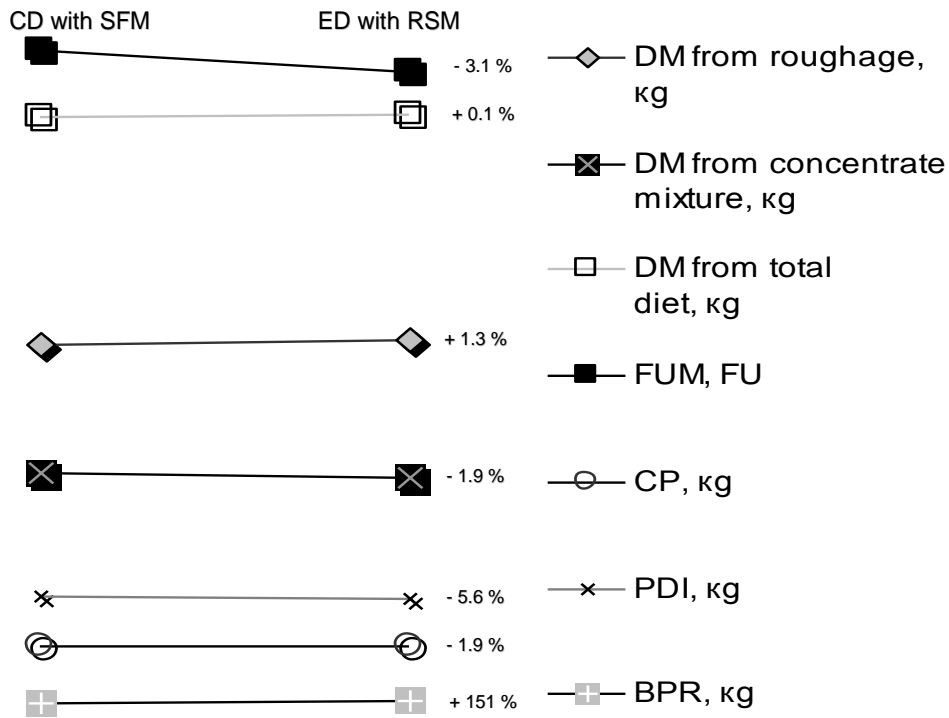 CD with SFM
ED with RSM
- 3.1 %
+ 0.1 %
+ 1.3 %
- 1.9 %
- 5.6 %
- 1.9 %
+ 151 %
DM from roughage,
кg
DM from concentrate
mixture, кg
DM from total
diet, кg
FUM, FU
CP, кg
PDI, кg
BPR, кg